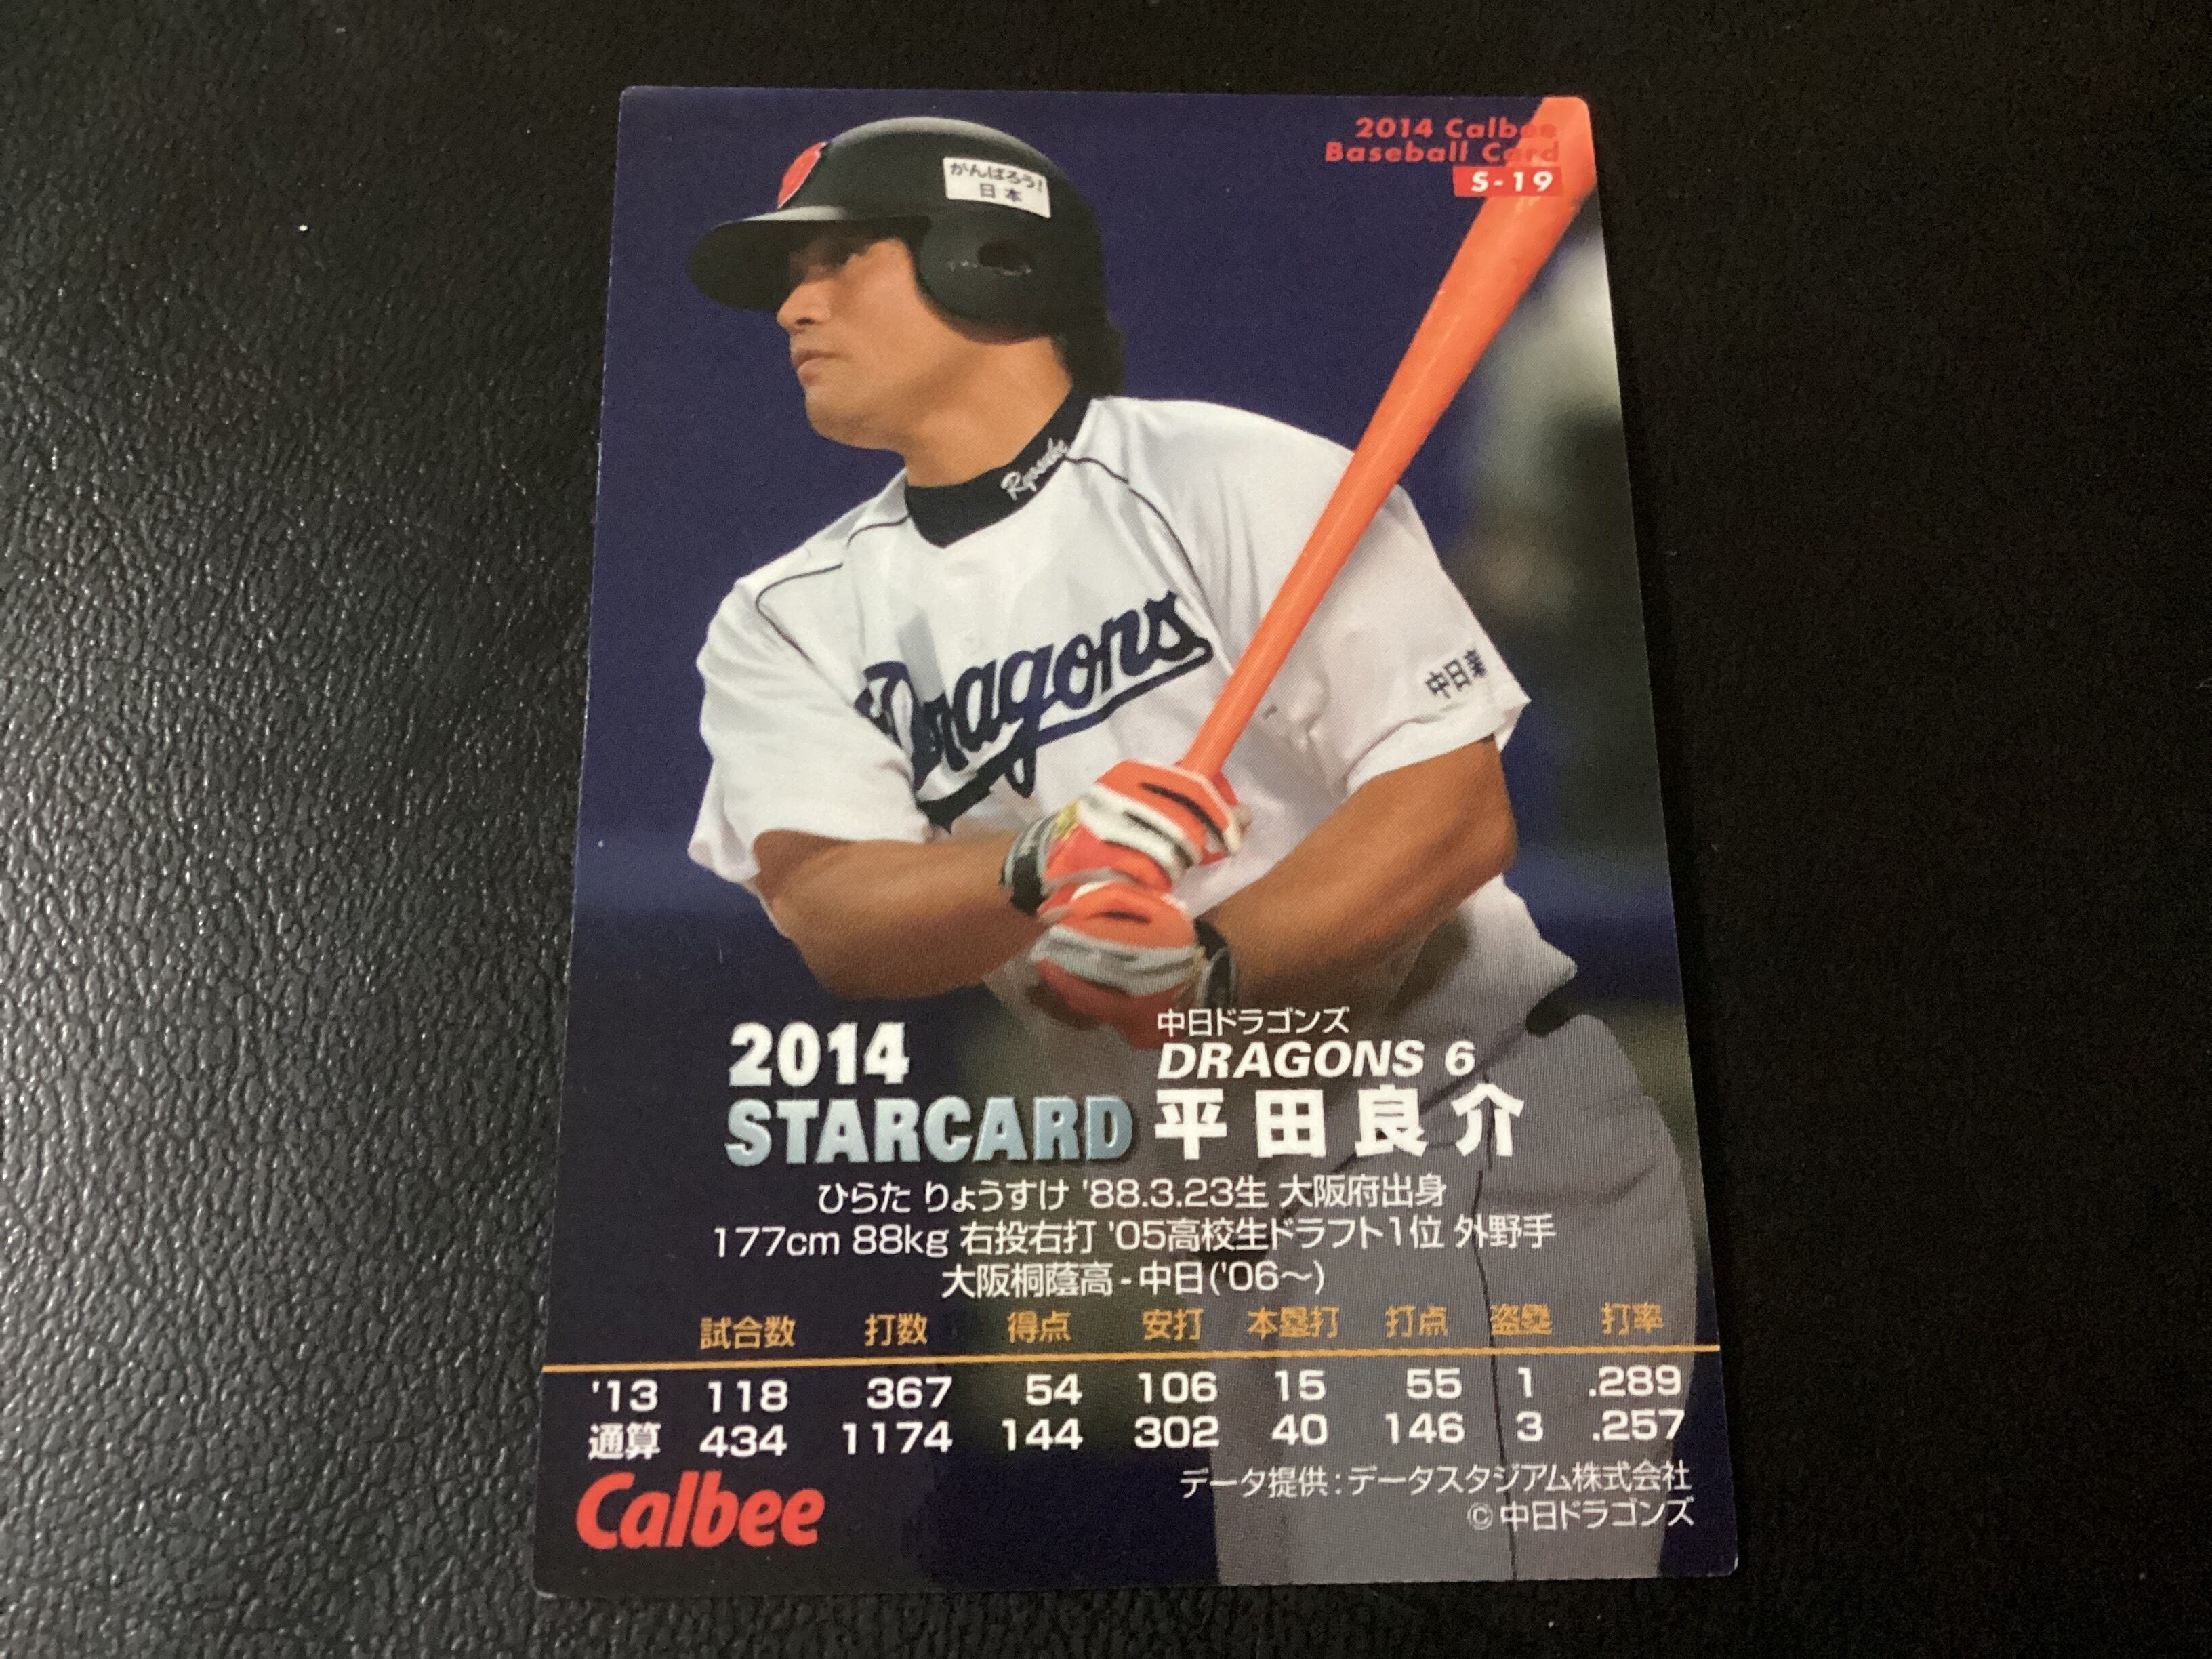 2014 Calbee
Baseball Card
S-19
がんばろう!
日本
Ryosuke
Dragons
中日
2014
STARCARD
中日ドラゴンズ
DRAGONS 6
平田良介
ひらた りょうすけ '88.3.23生 大阪府出身
177cm 88kg 右投右打 '05高校生ドラフト1位 外野手
大阪桐蔭高-中日('06〜)
試合数 打数 得点 安打 本塁打 打点 盗塁 打率
'13 118 367 54 106 15 55 1 .289
通算 434 1174 144 302 40 146 3 .257
Calbee
データ提供:データスタジアム株式会社
©中日ドラゴンズ